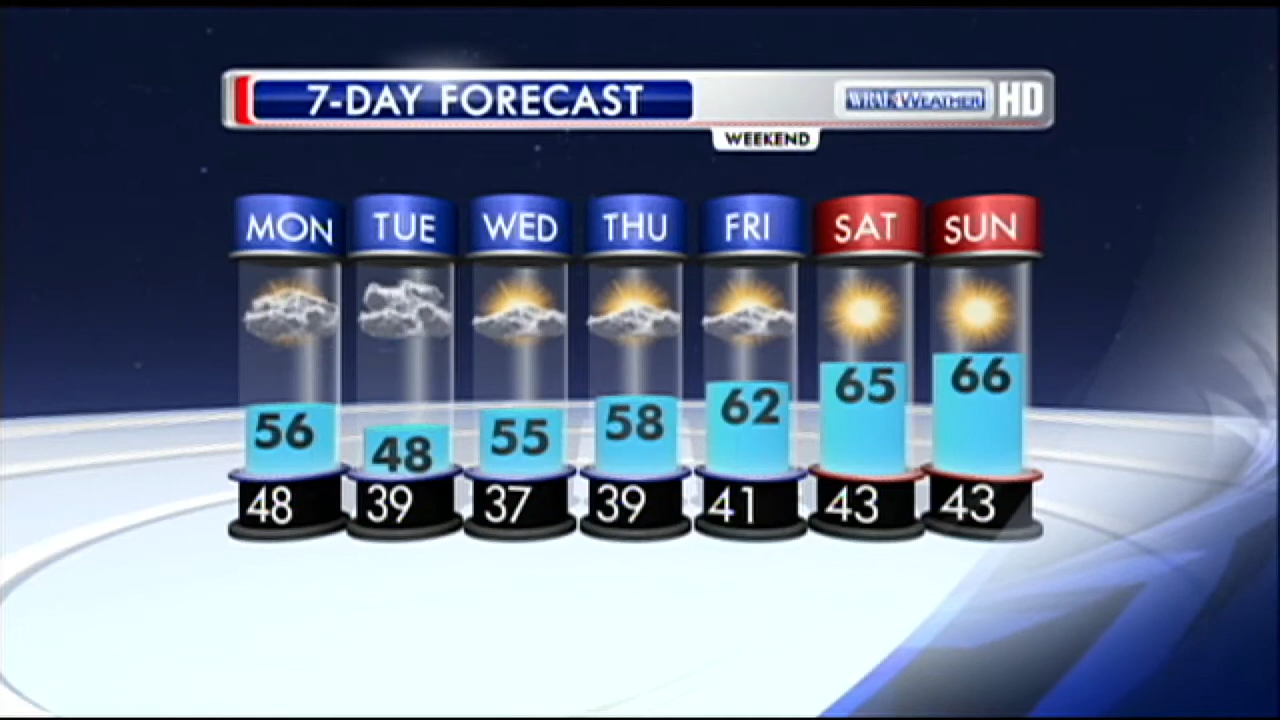 7-DAY FORECAST WRAL WEATHER HD
WEEKEND
MON TUE WED THU FRI SAT SUN
56 48 55 58 62 65 66
48 39 37 39 41 43 43